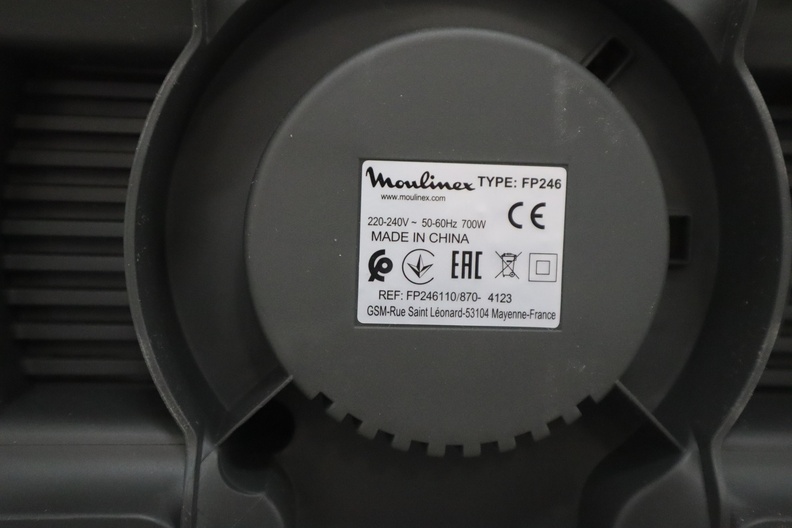 Moulinex TYPE: FP246
www.moulinex.com
CE
220-240V ~ 50-60Hz 700W
MADE IN CHINA
EAC
REF: FP246110/870- 4123
GSM-Rue Saint Léonard-53104 Mayenne-France